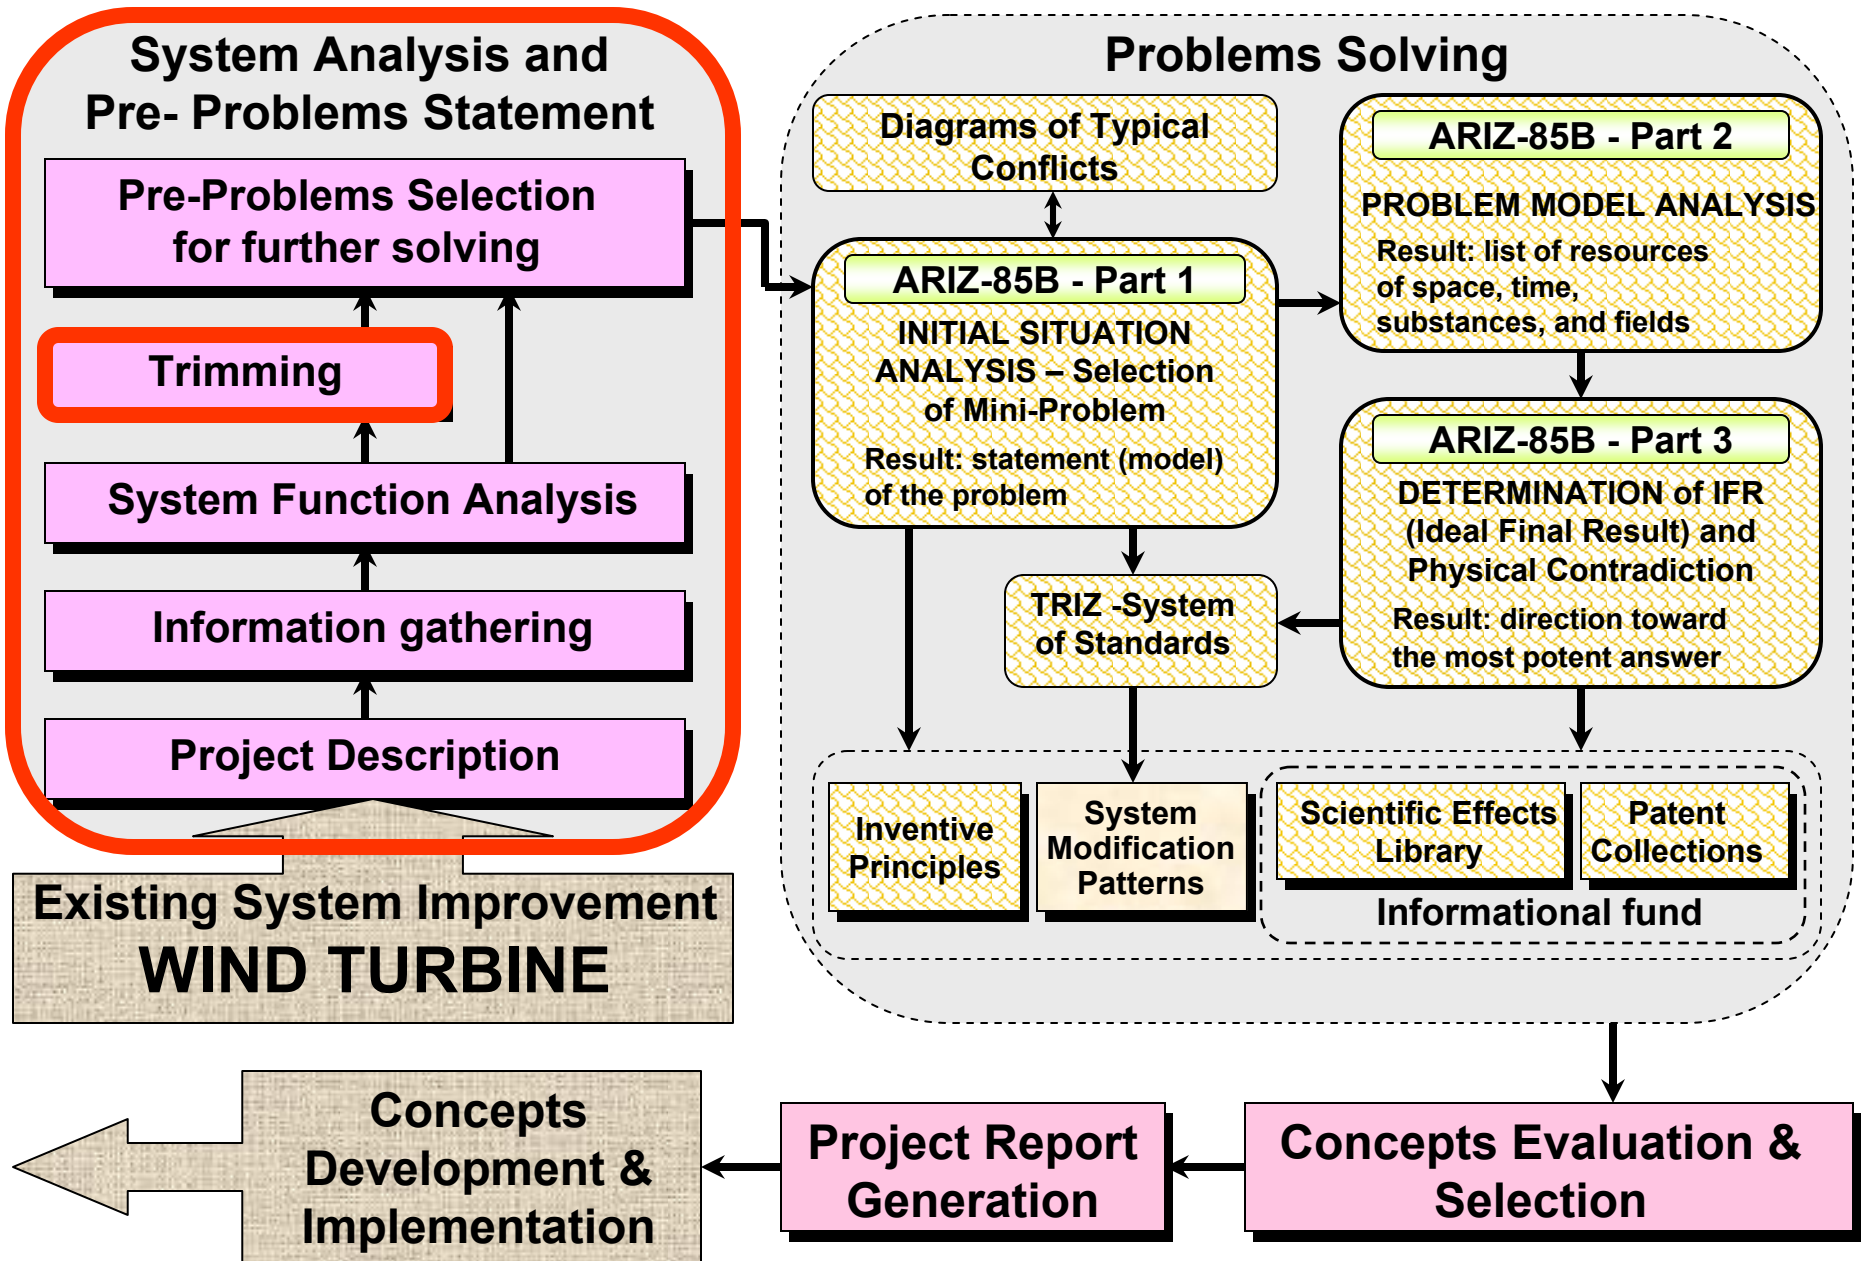 System Analysis and
Pre- Problems Statement
Pre-Problems Selection
for further solving
Trimming
System Function Analysis
Information gathering
Project Description
Existing System Improvement
WIND TURBINE
Problems Solving
Diagrams of Typical
Conflicts
ARIZ-85B - Part 1
INITIAL SITUATION
ANALYSIS – Selection
of Mini-Problem
Result: statement (model)
of the problem
ARIZ-85B - Part 2
PROBLEM MODEL ANALYSIS
Result: list of resources
of space, time,
substances, and fields
ARIZ-85B - Part 3
DETERMINATION of IFR
(Ideal Final Result) and
Physical Contradiction
Result: direction toward
the most potent answer
TRIZ -System
of Standards
Inventive
Principles
System
Modification
Patterns
Scientific Effects
Library
Patent
Collections
Informational fund
Concepts Evaluation &
Selection
Project Report
Generation
Concepts
Development &
Implementation